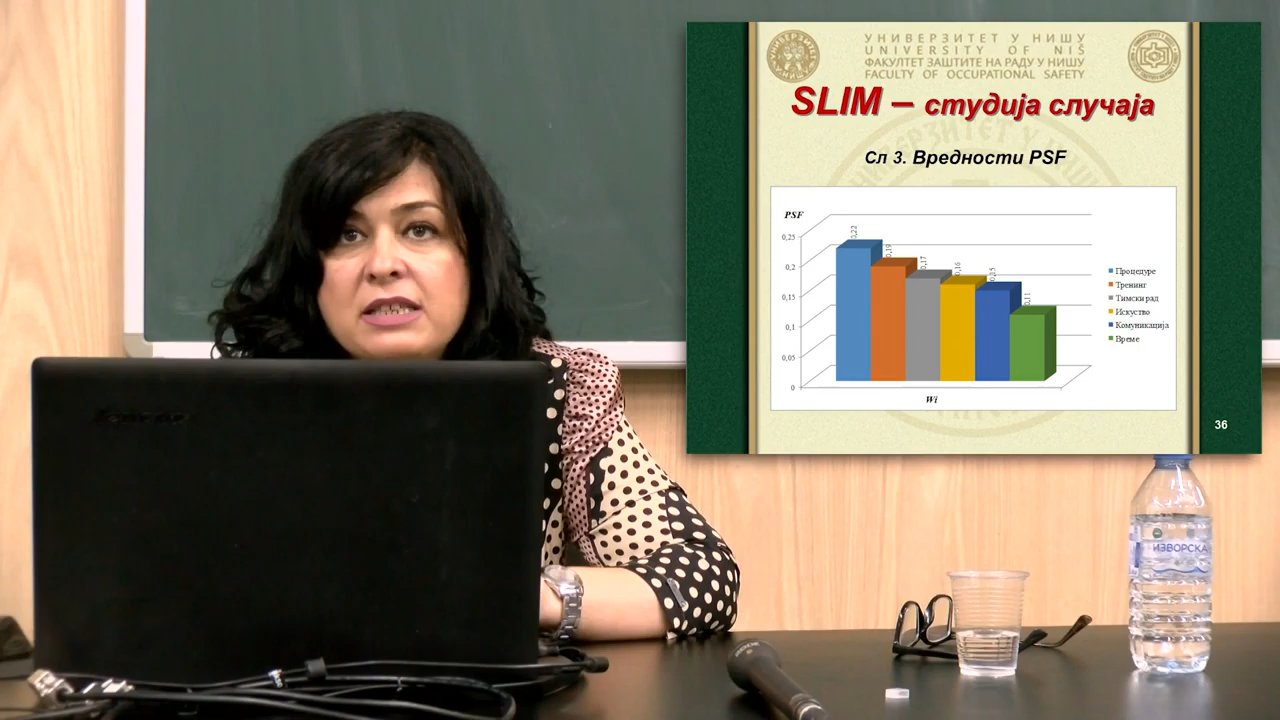 УНИВЕРЗИТЕТ У НИШУ
UNIVERSITY OF NIŠ
ФАКУЛТЕТ ЗАШТИТЕ НА РАДУ У НИШУ
FACULTY OF OCCUPATIONAL SAFETY
SLIM – студија случаја
Сл 3. Вредности PSF
PSF
0,25
0,2
0,15
0,1
0,05
0
0,22
0,19
0,17
0,16
0,15
0,11
Wi
Процедуре
Тренинг
Тимски рад
Искуство
Комуникација
Време
36
ИЗВОРСКА